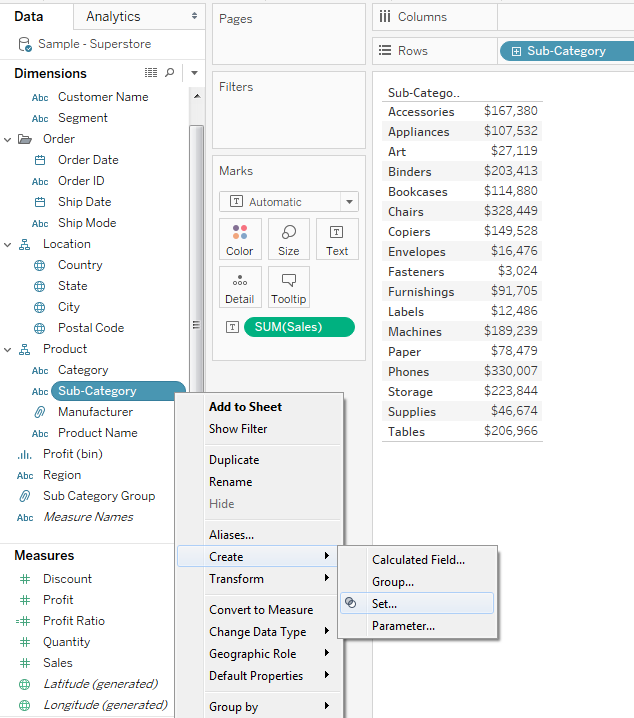 Data
Analytics
Sample - Superstore
Dimensions
Abc Customer Name
Abc Segment
Order
Order Date
Abc Order ID
Ship Date
Abc Ship Mode
Location
Country
State
City
Postal Code
Product
Abc Category
Abc Sub-Category
Manufacturer
Abc Product Name
Profit (bin)
Abc Region
Sub Category Group
Abc Measure Names
Measures
# Discount
# Profit
=# Profit Ratio
# Quantity
# Sales
Latitude (generated)
Longitude (generated)
Pages
Filters
Marks
T Automatic
Color
Size
T Text
Detail
Tooltip
T SUM(Sales)
Columns
Rows
Sub-Category
Sub-Catego..
Accessories $167,380
Appliances $107,532
Art $27,119
Binders $203,413
Bookcases $114,880
Chairs $328,449
Copiers $149,528
Envelopes $16,476
Fasteners $3,024
Furnishings $91,705
Labels $12,486
Machines $189,239
Paper $78,479
Phones $330,007
Storage $223,844
Supplies $46,674
Tables $206,966
Add to Sheet
Show Filter
Duplicate
Rename
Hide
Aliases...
Create
Transform
Convert to Measure
Change Data Type
Geographic Role
Default Properties
Group by
Calculated Field...
Group...
Set...
Parameter...